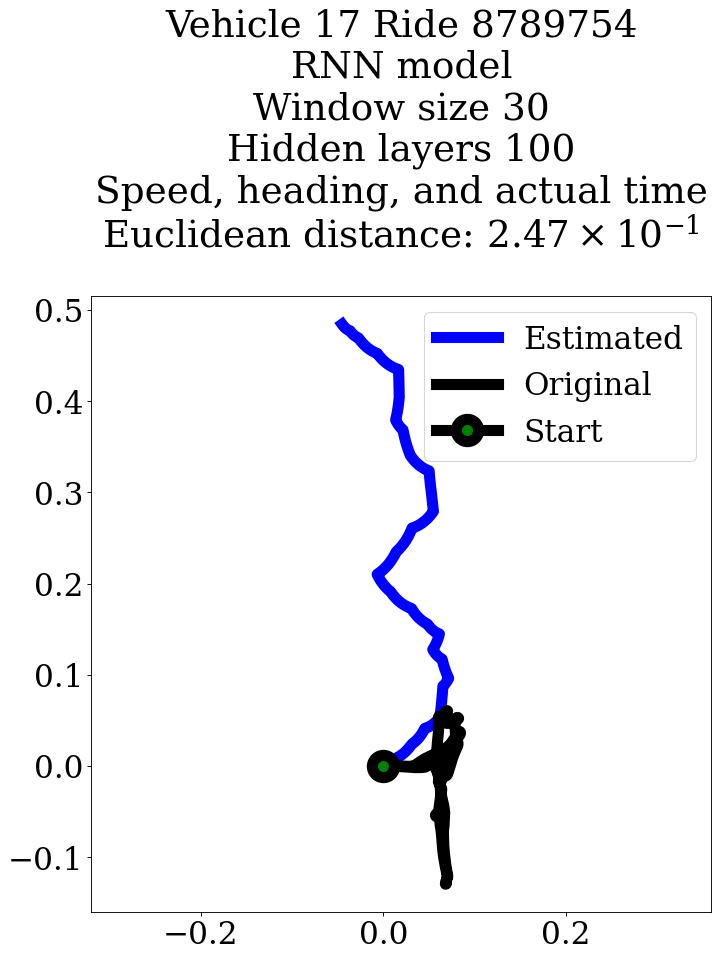 Vehicle 17 Ride 8789754
RNN model
Window size 30
Hidden layers 100
Speed, heading, and actual time
Euclidean distance: 2.47 × 10⁻¹
Estimated
Original
Start
0.5
0.4
0.3
0.2
0.1
0.0
−0.1
−0.2 0.0 0.2